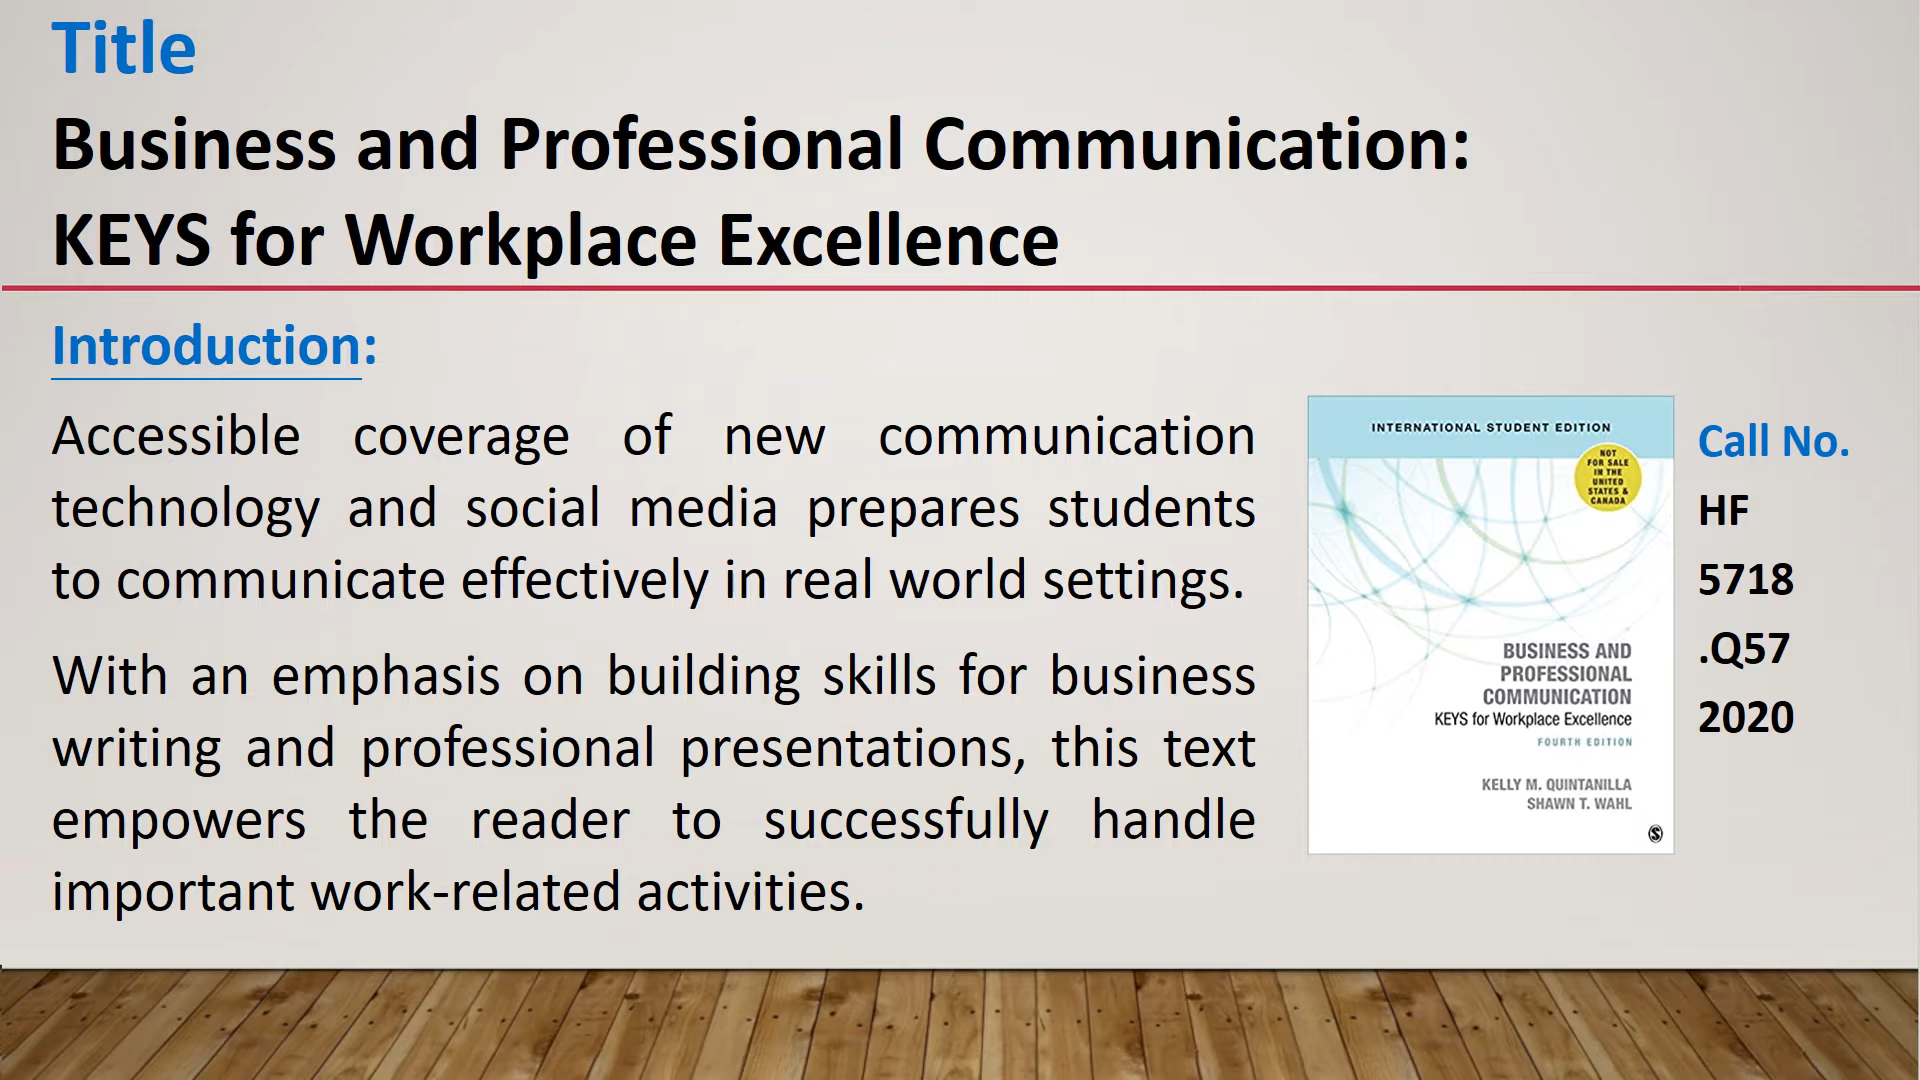 Title
Business and Professional Communication:
KEYS for Workplace Excellence
Introduction:
Accessible coverage of new communication
technology and social media prepares students
to communicate effectively in real world settings.
With an emphasis on building skills for business
writing and professional presentations, this text
empowers the reader to successfully handle
important work-related activities.
INTERNATIONAL STUDENT EDITION
NOT
FOR SALE
IN THE
UNITED
STATES &
CANADA
BUSINESS AND
PROFESSIONAL
COMMUNICATION
KEYS for Workplace Excellence
FOURTH EDITION
KELLY M. QUINTANILLA
SHAWN T. WAHL
S
Call No.
HF
5718
.Q57
2020